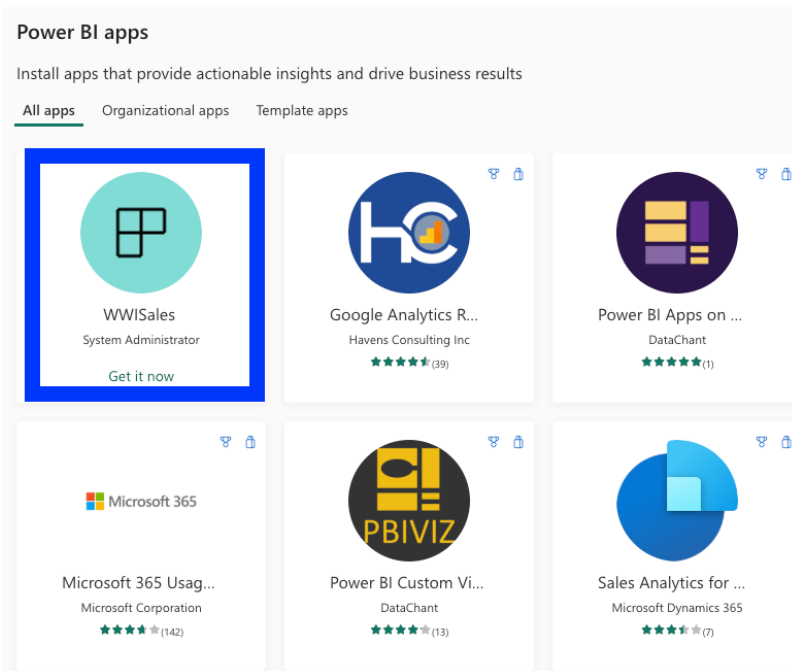 Power BI apps
Install apps that provide actionable insights and drive business results
All apps Organizational apps Template apps
WWISales
System Administrator
Get it now
HC
Google Analytics R...
Havens Consulting Inc
(39)
Power BI Apps on ...
DataChant
(1)
Microsoft 365
Microsoft 365 Usag...
Microsoft Corporation
(142)
PBIVIZ
Power BI Custom Vi...
DataChant
(13)
Sales Analytics for ...
Microsoft Dynamics 365
(7)